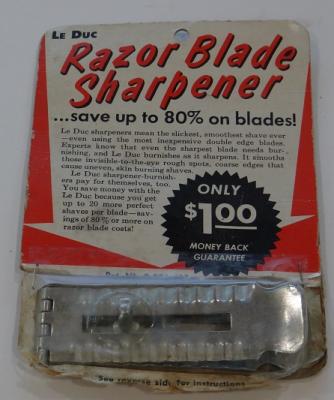 Le Duc
Razor Blade
Sharpener
...save up to 80% on blades!
Le Duc sharpeners mean the slickest, smoothest shave ever
—even using the most inexpensive double edge blades.
Experts know that even the sharpest blade needs bur-
nishing, and Le Duc burnishes as it sharpens. It smooths
those invisible-to-the-eye rough spots, coarse edges that
cause uneven, skin burning shaves.
Le Duc sharpener-burnish-
ers pay for themselves, too.
You save money with the
Le Duc because you get
up to 20 more perfect
shaves per blade—sav-
ings of 80% or more on
razor blade costs!
ONLY
$1.00
MONEY BACK
GUARANTEE
See reverse side for instructions